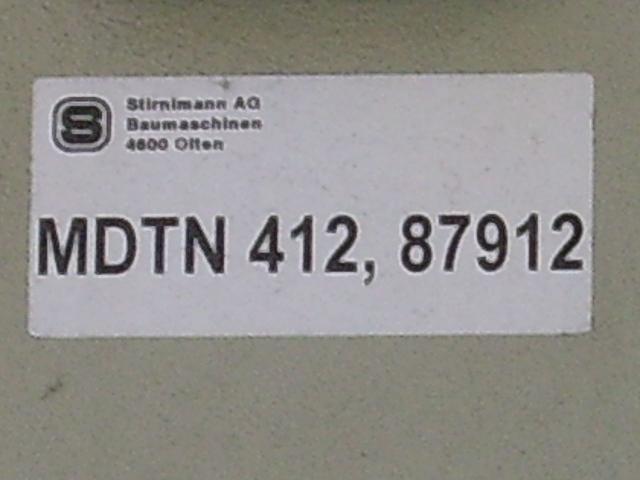 S
Stirnimann AG
Baumaschinen
4600 Olten
MDTN 412, 87912